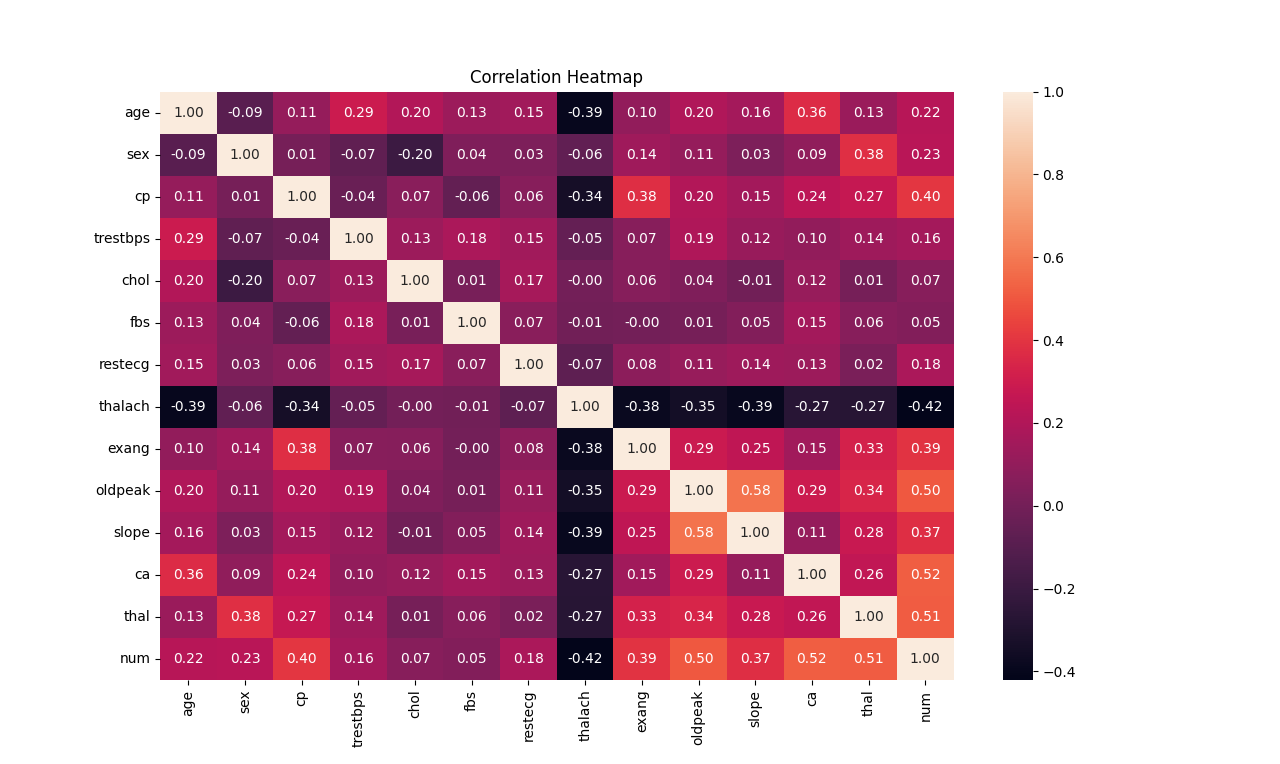 Correlation Heatmap
age 1.00 -0.09 0.11 0.29 0.20 0.13 0.15 -0.39 0.10 0.20 0.16 0.36 0.13 0.22
sex -0.09 1.00 0.01 -0.07 -0.20 0.04 0.03 -0.06 0.14 0.11 0.03 0.09 0.38 0.23
cp 0.11 0.01 1.00 -0.04 0.07 -0.06 0.06 -0.34 0.38 0.20 0.15 0.24 0.27 0.40
trestbps 0.29 -0.07 -0.04 1.00 0.13 0.18 0.15 -0.05 0.07 0.19 0.12 0.10 0.14 0.16
chol 0.20 -0.20 0.07 0.13 1.00 0.01 0.17 -0.00 0.06 0.04 -0.01 0.12 0.01 0.07
fbs 0.13 0.04 -0.06 0.18 0.01 1.00 0.07 -0.01 -0.00 0.01 0.05 0.15 0.06 0.05
restecg 0.15 0.03 0.06 0.15 0.17 0.07 1.00 -0.07 0.08 0.11 0.14 0.13 0.02 0.18
thalach -0.39 -0.06 -0.34 -0.05 -0.00 -0.01 -0.07 1.00 -0.38 -0.35 -0.39 -0.27 -0.27 -0.42
exang 0.10 0.14 0.38 0.07 0.06 -0.00 0.08 -0.38 1.00 0.29 0.25 0.15 0.33 0.39
oldpeak 0.20 0.11 0.20 0.19 0.04 0.01 0.11 -0.35 0.29 1.00 0.58 0.29 0.34 0.50
slope 0.16 0.03 0.15 0.12 -0.01 0.05 0.14 -0.39 0.25 0.58 1.00 0.11 0.28 0.37
ca 0.36 0.09 0.24 0.10 0.12 0.15 0.13 -0.27 0.15 0.29 0.11 1.00 0.26 0.52
thal 0.13 0.38 0.27 0.14 0.01 0.06 0.02 -0.27 0.33 0.34 0.28 0.26 1.00 0.51
num 0.22 0.23 0.40 0.16 0.07 0.05 0.18 -0.42 0.39 0.50 0.37 0.52 0.51 1.00
age sex cp trestbps chol fbs restecg thalach exang oldpeak slope ca thal num
1.0
0.8
0.6
0.4
0.2
0.0
−0.2
−0.4